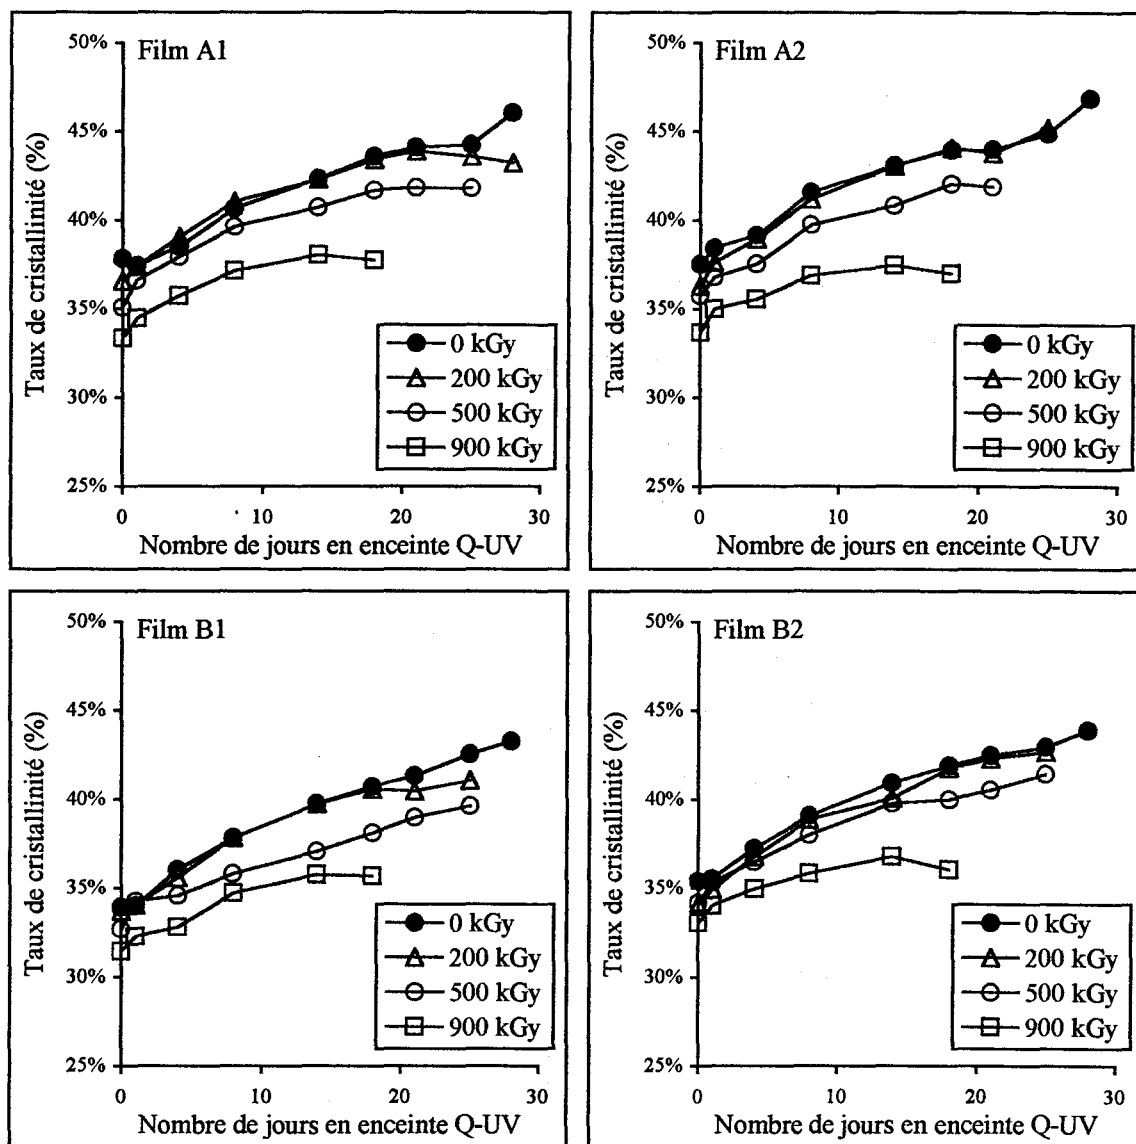 Film A1
Taux de cristallinité (%)
50%
45%
40%
35%
30%
25%
0 kGy
200 kGy
500 kGy
900 kGy
0 10 20 30
Nombre de jours en enceinte Q-UV
Film A2
Taux de cristallinité (%)
50%
45%
40%
35%
30%
25%
0 kGy
200 kGy
500 kGy
900 kGy
0 10 20 30
Nombre de jours en enceinte Q-UV
Film B1
Taux de cristallinité (%)
50%
45%
40%
35%
30%
25%
0 kGy
200 kGy
500 kGy
900 kGy
0 10 20 30
Nombre de jours en enceinte Q-UV
Film B2
Taux de cristallinité (%)
50%
45%
40%
35%
30%
25%
0 kGy
200 kGy
500 kGy
900 kGy
0 10 20 30
Nombre de jours en enceinte Q-UV